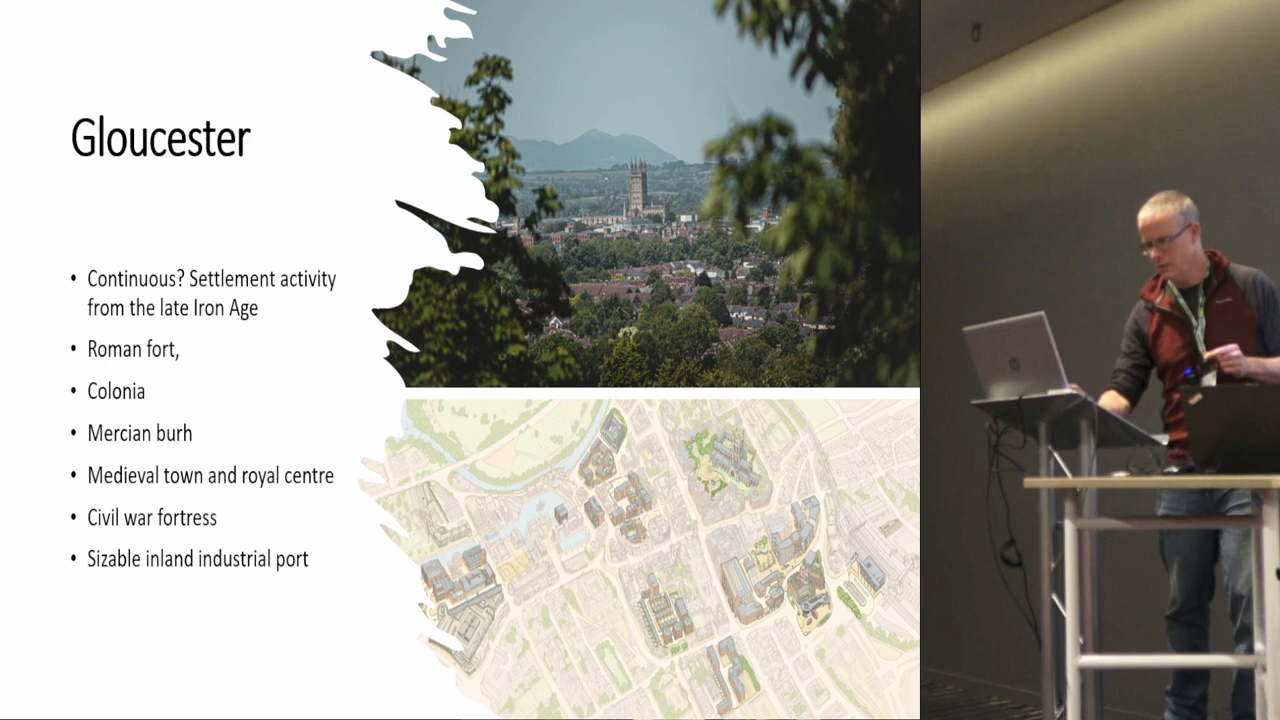 Gloucester
• Continuous? Settlement activity
from the late Iron Age
• Roman fort,
• Colonia
• Mercian burh
• Medieval town and royal centre
• Civil war fortress
• Sizable inland industrial port
hp